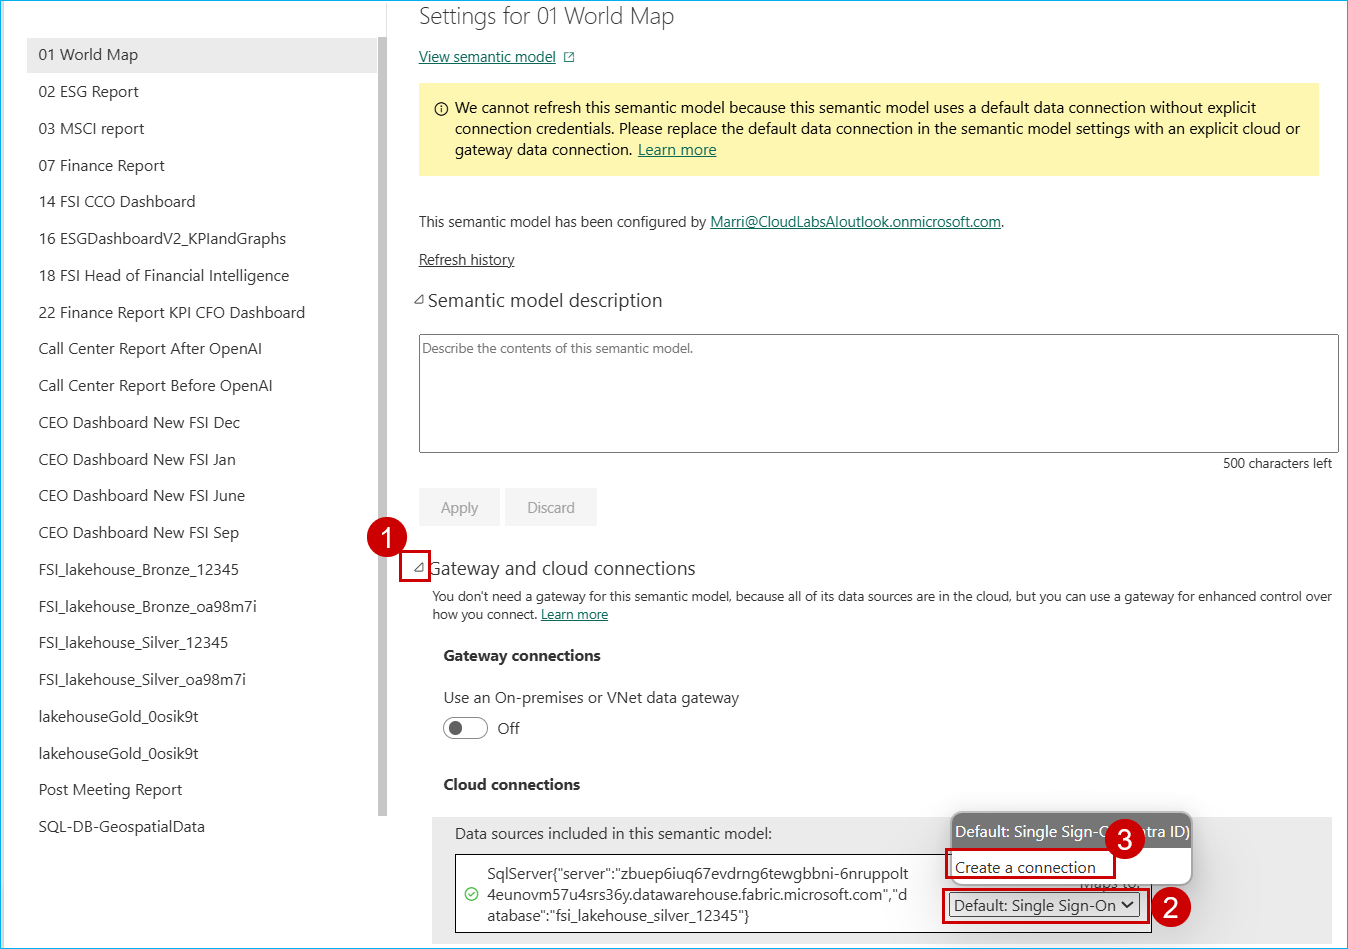 Settings for 01 World Map
View semantic model
We cannot refresh this semantic model because this semantic model uses a default data connection without explicit
connection credentials. Please replace the default data connection in the semantic model settings with an explicit cloud or
gateway data connection. Learn more
This semantic model has been configured by Marri@CloudLabsAIoutlook.onmicrosoft.com.
Refresh history
Semantic model description
Describe the contents of this semantic model.
500 characters left
Apply
Discard
1
Gateway and cloud connections
You don't need a gateway for this semantic model, because all of its data sources are in the cloud, but you can use a gateway for enhanced control over
how you connect. Learn more
Gateway connections
Use an On-premises or VNet data gateway
Off
Cloud connections
Data sources included in this semantic model:
SqlServer{"server":"zbuep6iuq67evdrng6tewgbbni-6nruppolt
4eunovm57u4srs36y.datawarehouse.fabric.microsoft.com","d
atabase":"fsi_lakehouse_silver_12345"}
Default: Single Sign-O ntra ID)
3
Create a connection
Maps to:
Default: Single Sign-On
2
01 World Map
02 ESG Report
03 MSCI report
07 Finance Report
14 FSI CCO Dashboard
16 ESGDashboardV2_KPIandGraphs
18 FSI Head of Financial Intelligence
22 Finance Report KPI CFO Dashboard
Call Center Report After OpenAI
Call Center Report Before OpenAI
CEO Dashboard New FSI Dec
CEO Dashboard New FSI Jan
CEO Dashboard New FSI June
CEO Dashboard New FSI Sep
FSI_lakehouse_Bronze_12345
FSI_lakehouse_Bronze_oa98m7i
FSI_lakehouse_Silver_12345
FSI_lakehouse_Silver_oa98m7i
lakehouseGold_0osik9t
lakehouseGold_0osik9t
Post Meeting Report
SQL-DB-GeospatialData